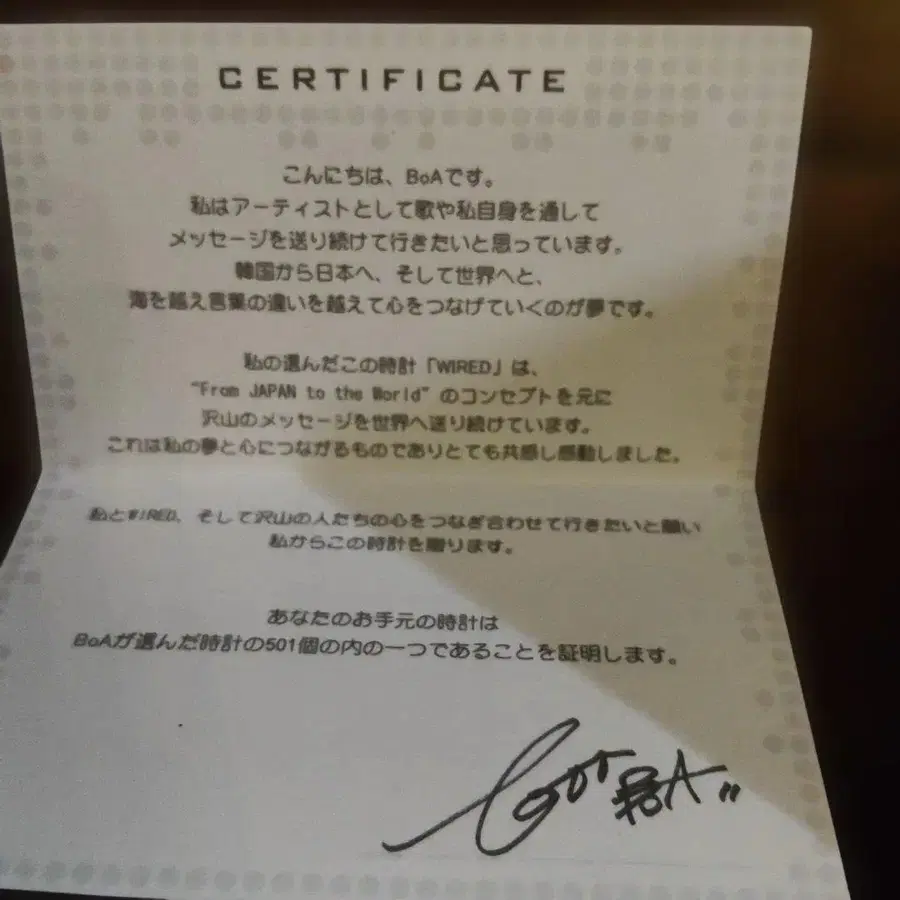 CERTIFICATE
こんにちは、BoAです。
私はアーティストとして歌や私自身を通して
メッセージを送り続けて行きたいと思っています。
韓国から日本へ、そして世界へと、
海を越え言葉の違いを越えて心をつなげていくのが夢です。
私の選んだこの時計「WIRED」は、
"From JAPAN to the World"のコンセプトを元に
沢山のメッセージを世界へ送り続けています。
これは私の夢と心につながるものでありとても共感し感動しました。
私とWIRED、そして沢山の人たちの心をつなぎ合わせて行きたいと願い
私からこの時計を贈ります。
あなたのお手元の時計は
BoAが選んだ時計の501個の内の一つであることを証明します。
BoA